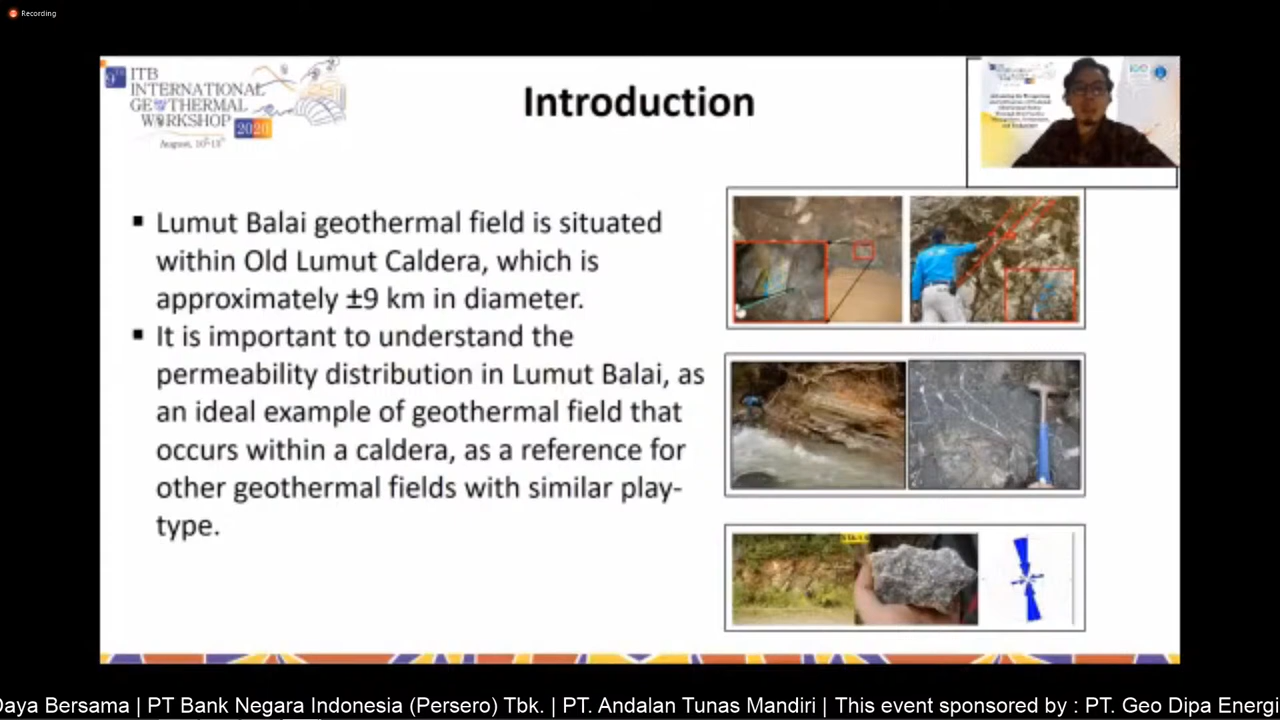 Recording
9TH
ITB
INTERNATIONAL
GEOTHERMAL
WORKSHOP
2020
August, 10th-13th
Introduction
▪ Lumut Balai geothermal field is situated
within Old Lumut Caldera, which is
approximately ±9 km in diameter.
▪ It is important to understand the
permeability distribution in Lumut Balai, as
an ideal example of geothermal field that
occurs within a caldera, as a reference for
other geothermal fields with similar play-
type.
Daya Bersama | PT Bank Negara Indonesia (Persero) Tbk. | PT. Andalan Tunas Mandiri | This event sponsored by : PT. Geo Dipa Energi